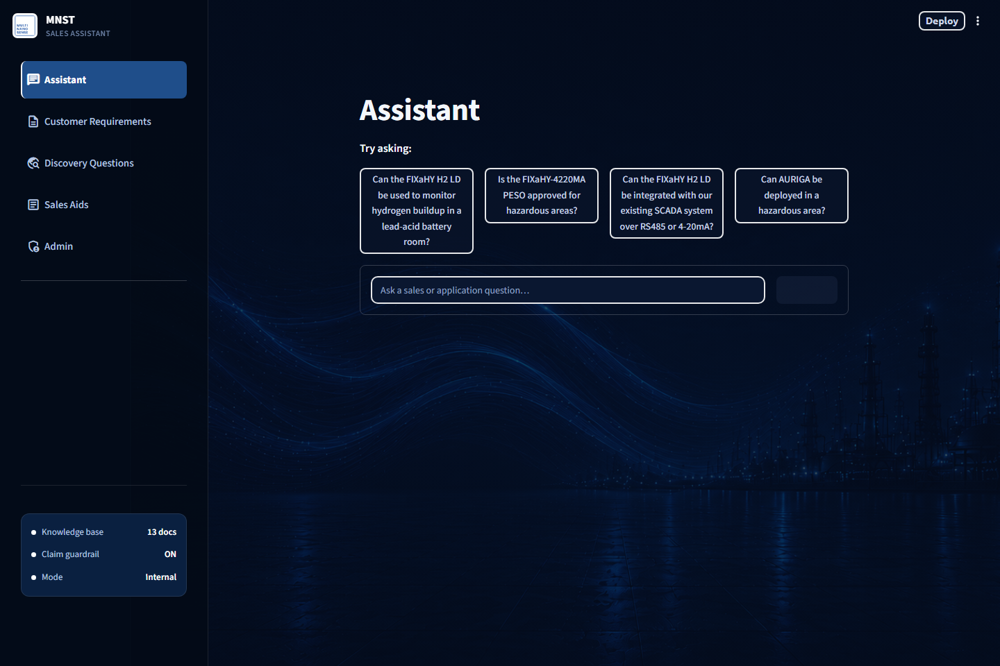 MULTI
NANO
SENSE
MNST
SALES ASSISTANT
Deploy
Assistant
Customer Requirements
Discovery Questions
Sales Aids
Admin
Knowledge base 13 docs
Claim guardrail ON
Mode Internal
Assistant
Try asking:
Can the FIXaHY H2 LD
be used to monitor
hydrogen buildup in a
lead-acid battery
room?
Is the FIXaHY-4220MA
PESO approved for
hazardous areas?
Can the FIXaHY H2 LD
be integrated with our
existing SCADA system
over RS485 or 4-20mA?
Can AURIGA be
deployed in a
hazardous area?
Ask a sales or application question…